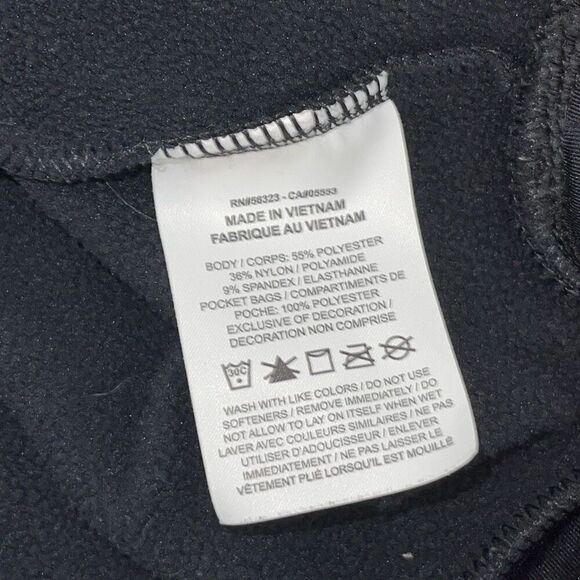 RN#56323 - CA#05553
MADE IN VIETNAM
FABRIQUE AU VIETNAM
BODY / CORPS: 55% POLYESTER
36% NYLON / POLYAMIDE
9% SPANDEX / ELASTHANNE
POCKET BAGS / COMPARTIMENTS DE
POCHE: 100% POLYESTER
EXCLUSIVE OF DECORATION /
DECORATION NON COMPRISE
30C
WASH WITH LIKE COLORS / DO NOT USE
SOFTENERS / REMOVE IMMEDIATELY / DO
NOT ALLOW TO LAY ON ITSELF WHEN WET
LAVER AVEC COULEURS SIMILAIRES / NE PAS
UTILISER D'ADOUCISSEUR / ENLEVER
IMMEDIATEMENT / NE PAS LAISSER LE
VÊTEMENT PLIÉ LORSQU'IL EST MOUILLÉ